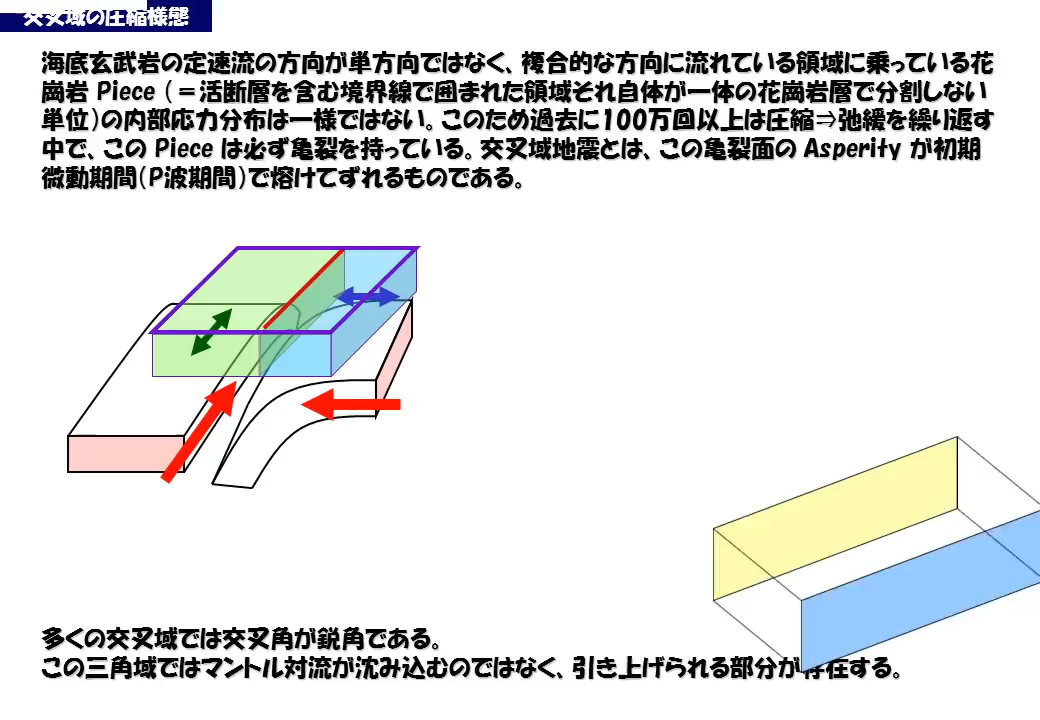 交叉域の圧縮様態
海底玄武岩の定速流の方向が単方向ではなく、複合的な方向に流れている領域に乗っている花
崗岩 Piece （＝活断層を含む境界線で囲まれた領域それ自体が一体の花崗岩層で分割しない
単位）の内部応力分布は一様ではない。このため過去に100万回以上は圧縮⇒弛緩を繰り返す
中で、この Piece は必ず亀裂を持っている。交叉域地震とは、この亀裂面の Asperity が初期
微動期間（P波期間）で熔けてずれるものである。
多くの交叉域では交叉角が鋭角である。
この三角域ではマントル対流が沈み込むのではなく、引き上げられる部分が存在する。